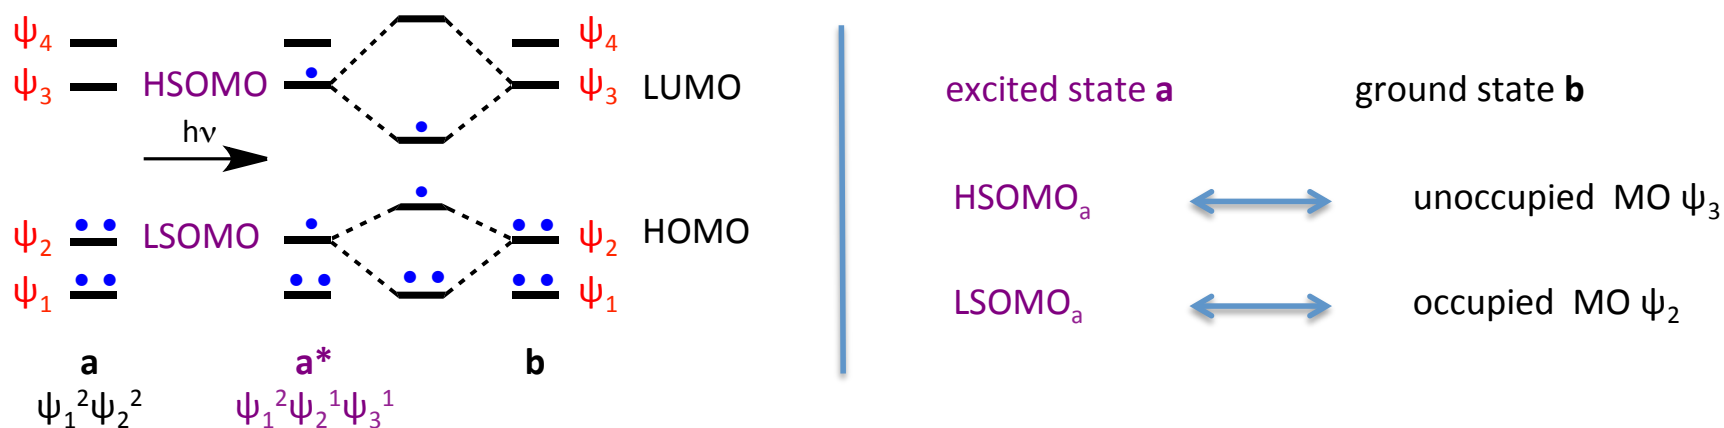 ψ4 ψ4
ψ3 HSOMO ψ3 LUMO excited state a ground state b
hν
HSOMOa unoccupied MO ψ3
ψ2 LSOMO ψ2 HOMO
ψ1 ψ1 LSOMOa occupied MO ψ2
a a* b
ψ1²ψ2² ψ1²ψ2¹ψ3¹